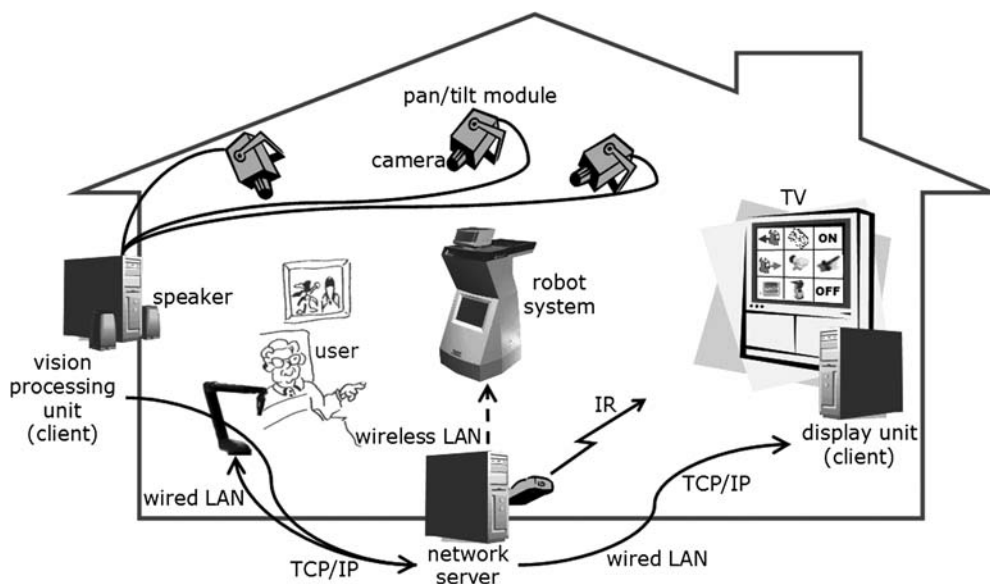 pan/tilt module
camera
TV
ON
OFF
speaker
robot
system
user
vision
processing
unit
(client)
wireless LAN
IR
display unit
(client)
wired LAN
TCP/IP
TCP/IP
network
server
wired LAN